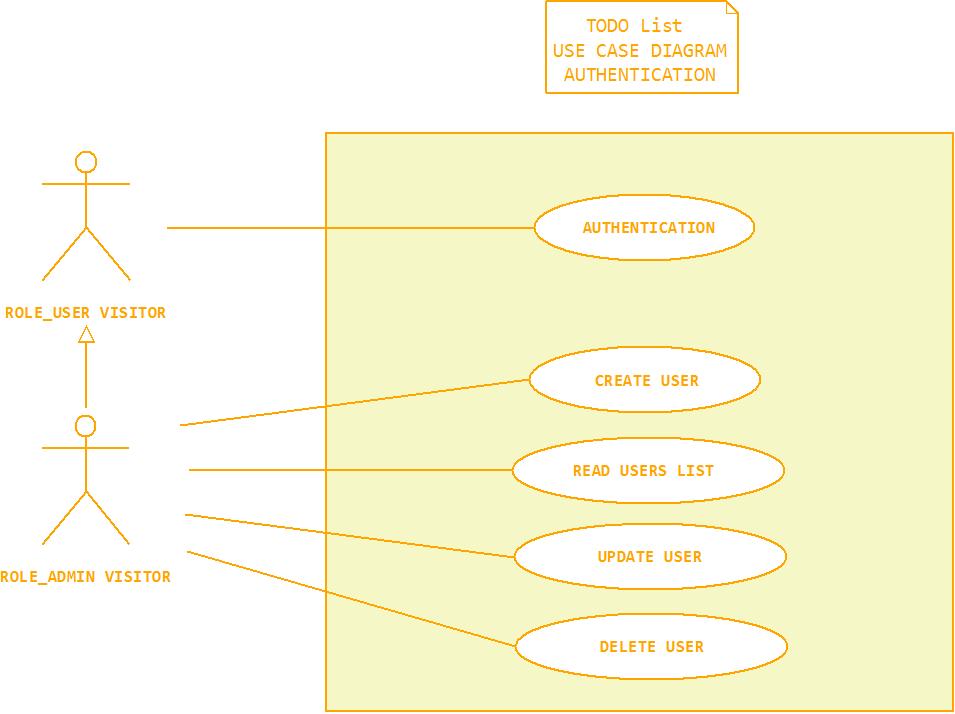 TODO List
USE CASE DIAGRAM
AUTHENTICATION
AUTHENTICATION
ROLE_USER VISITOR
CREATE USER
READ USERS LIST
UPDATE USER
ROLE_ADMIN VISITOR
DELETE USER